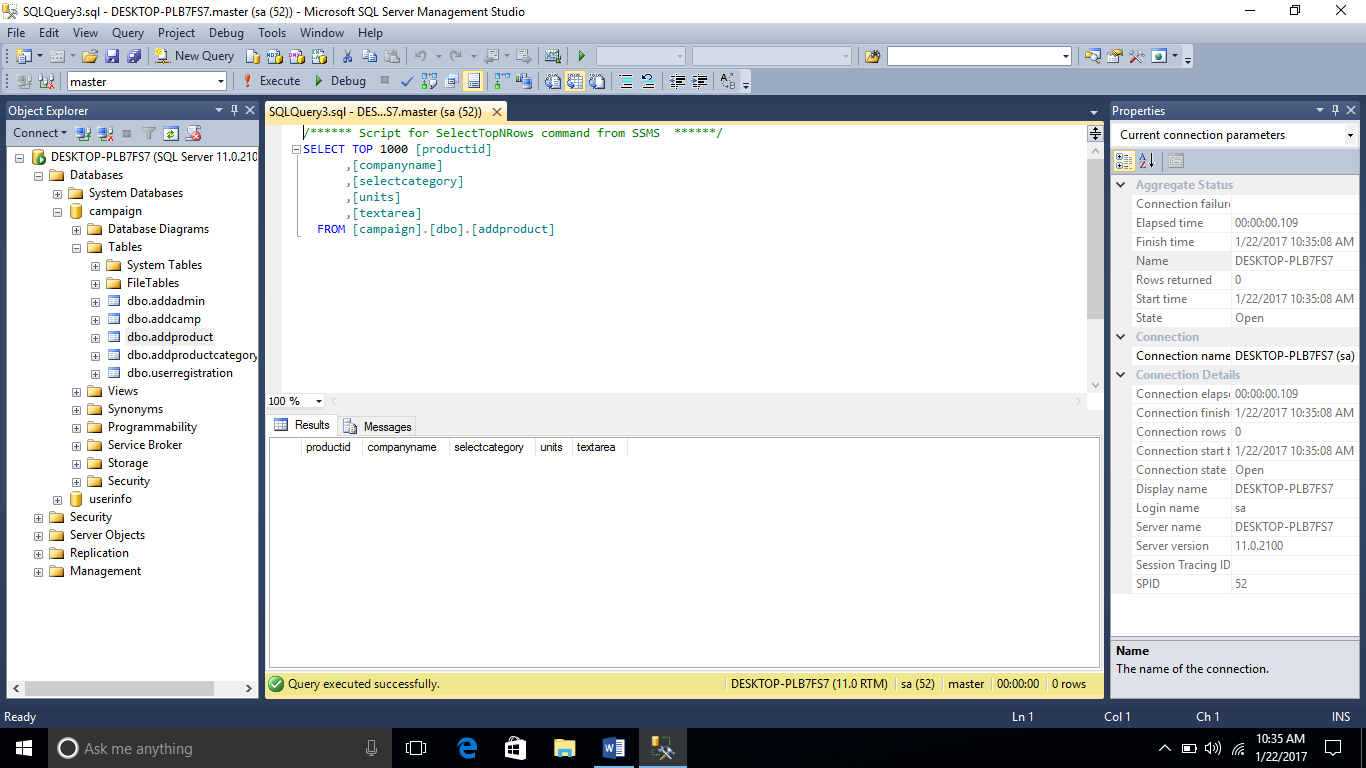 SQLQuery3.sql - DESKTOP-PLB7FS7.master (sa (52)) - Microsoft SQL Server Management Studio
File Edit View Query Project Debug Tools Window Help
New Query
master Execute Debug
Object Explorer
Connect
DESKTOP-PLB7FS7 (SQL Server 11.0.210
Databases
System Databases
campaign
Database Diagrams
Tables
System Tables
FileTables
dbo.addadmin
dbo.addcamp
dbo.addproduct
dbo.addproductcategory
dbo.userregistration
Views
Synonyms
Programmability
Service Broker
Storage
Security
userinfo
Security
Server Objects
Replication
Management
SQLQuery3.sql - DES...S7.master (sa (52))
/****** Script for SelectTopNRows command from SSMS ******/
SELECT TOP 1000 [productid]
,[companyname]
,[selectcategory]
,[units]
,[textarea]
FROM [campaign].[dbo].[addproduct]
100 %
Results Messages
productid companyname selectcategory units textarea
Query executed successfully. DESKTOP-PLB7FS7 (11.0 RTM) sa (52) master 00:00:00 0 rows
Properties
Current connection parameters
Aggregate Status
Connection failure
Elapsed time 00:00:00.109
Finish time 1/22/2017 10:35:08 AM
Name DESKTOP-PLB7FS7
Rows returned 0
Start time 1/22/2017 10:35:08 AM
State Open
Connection
Connection name DESKTOP-PLB7FS7 (sa)
Connection Details
Connection elapse 00:00:00.109
Connection finish 1/22/2017 10:35:08 AM
Connection rows 0
Connection start t 1/22/2017 10:35:08 AM
Connection state Open
Display name DESKTOP-PLB7FS7
Login name sa
Server name DESKTOP-PLB7FS7
Server version 11.0.2100
Session Tracing ID
SPID 52
Name
The name of the connection.
Ready Ln 1 Col 1 Ch 1 INS
Ask me anything
10:35 AM
1/22/2017